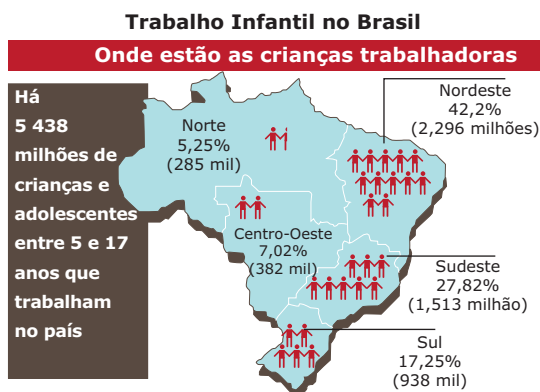 Trabalho Infantil no Brasil
Onde estão as crianças trabalhadoras
Há
5 438
milhões de
crianças e
adolescentes
entre 5 e 17
anos que
trabalham
no país
Norte
5,25%
(285 mil)
Nordeste
42,2%
(2,296 milhões)
Centro-Oeste
7,02%
(382 mil)
Sudeste
27,82%
(1,513 milhão)
Sul
17,25%
(938 mil)